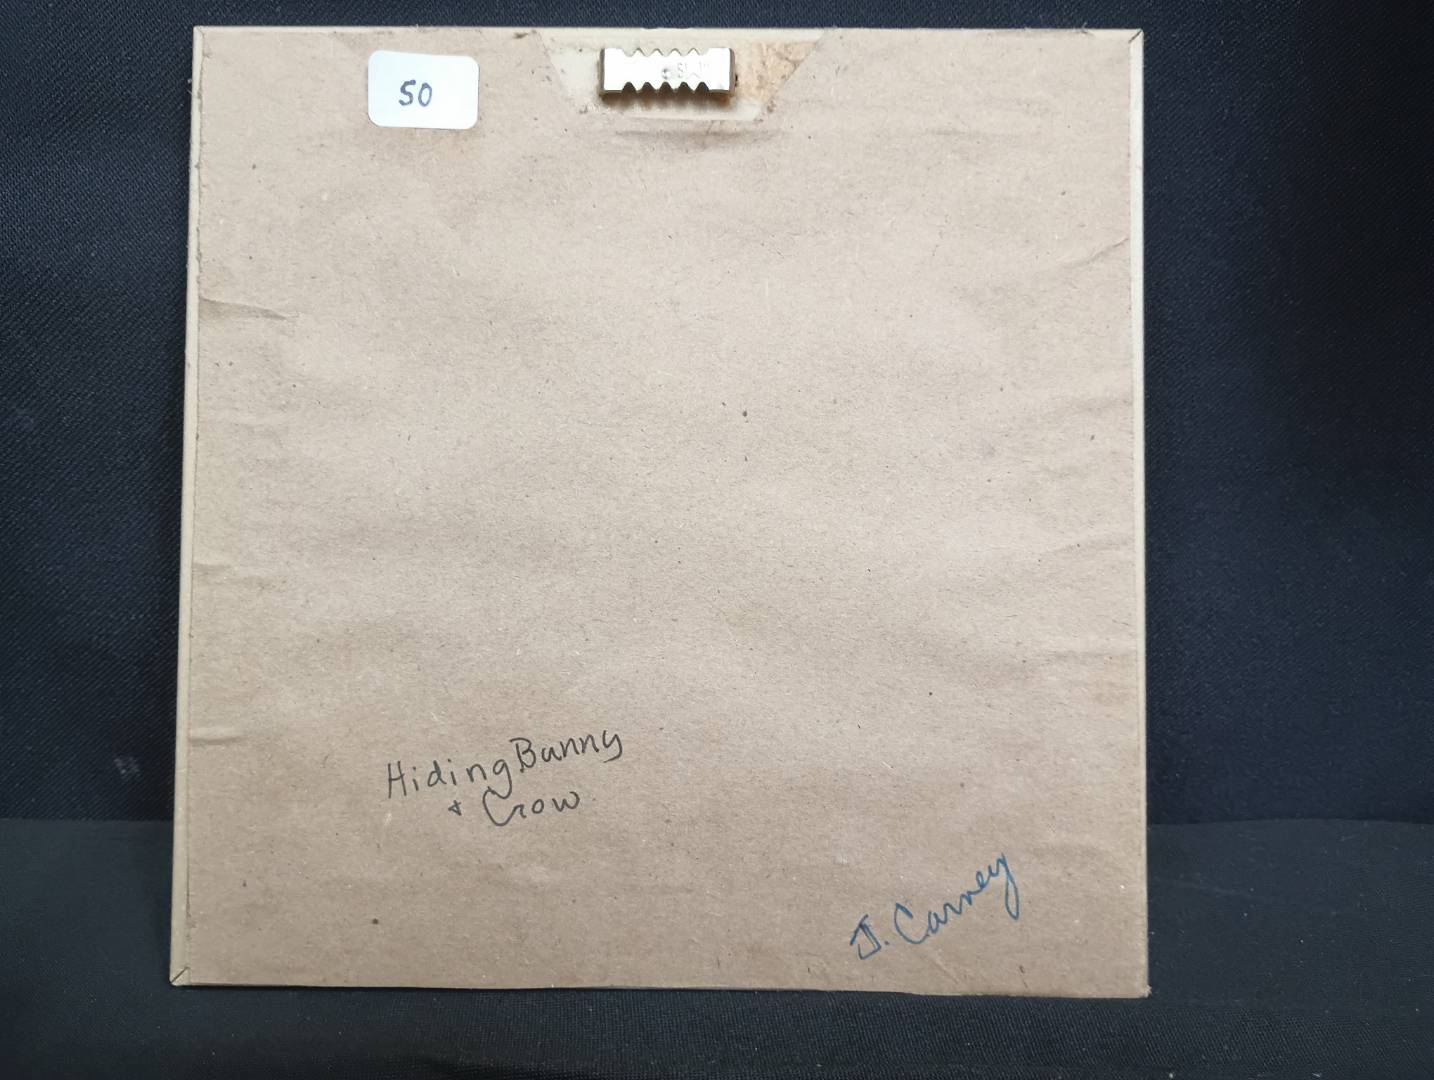 50
Hiding Bunny
+ Crow
J. Carney